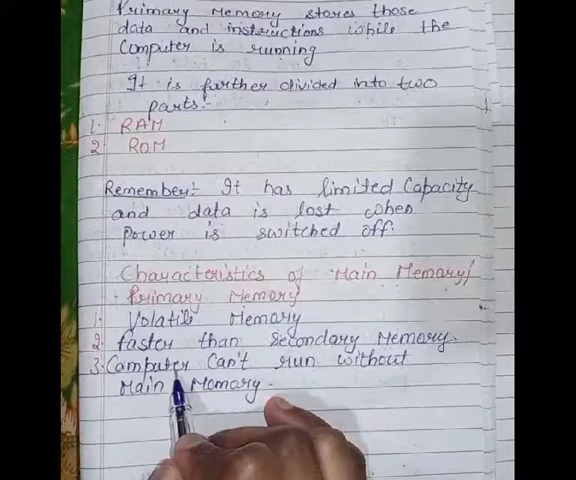 Primary Memory stores those
data and instructions while the
Computer is running
It is further divided into two
parts:-
1. RAM
2. ROM
Remember:- It has limited Capacity
and data is lost when
power is switched off.
Characteristics of Main Memory/
Primary Memory
1. Volatile Memory
2. faster than Secondary Memory.
3. Computer Can't run without
Main Memory.